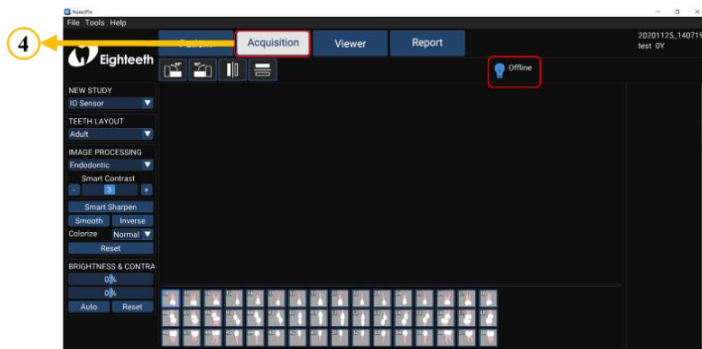 NanoPix
File Tools Help
4
Eighteeth
Acquisition
Viewer
Report
20201125_140719
test 0Y
Offline
NEW STUDY
IO Sensor
TEETH LAYOUT
Adult
IMAGE PROCESSING
Endodontic
Smart Contrast
- 3 +
Smart Sharpen
Smooth Inverse
Colorize Normal
Reset
BRIGHTNESS & CONTRA
0%
0%
Auto Reset